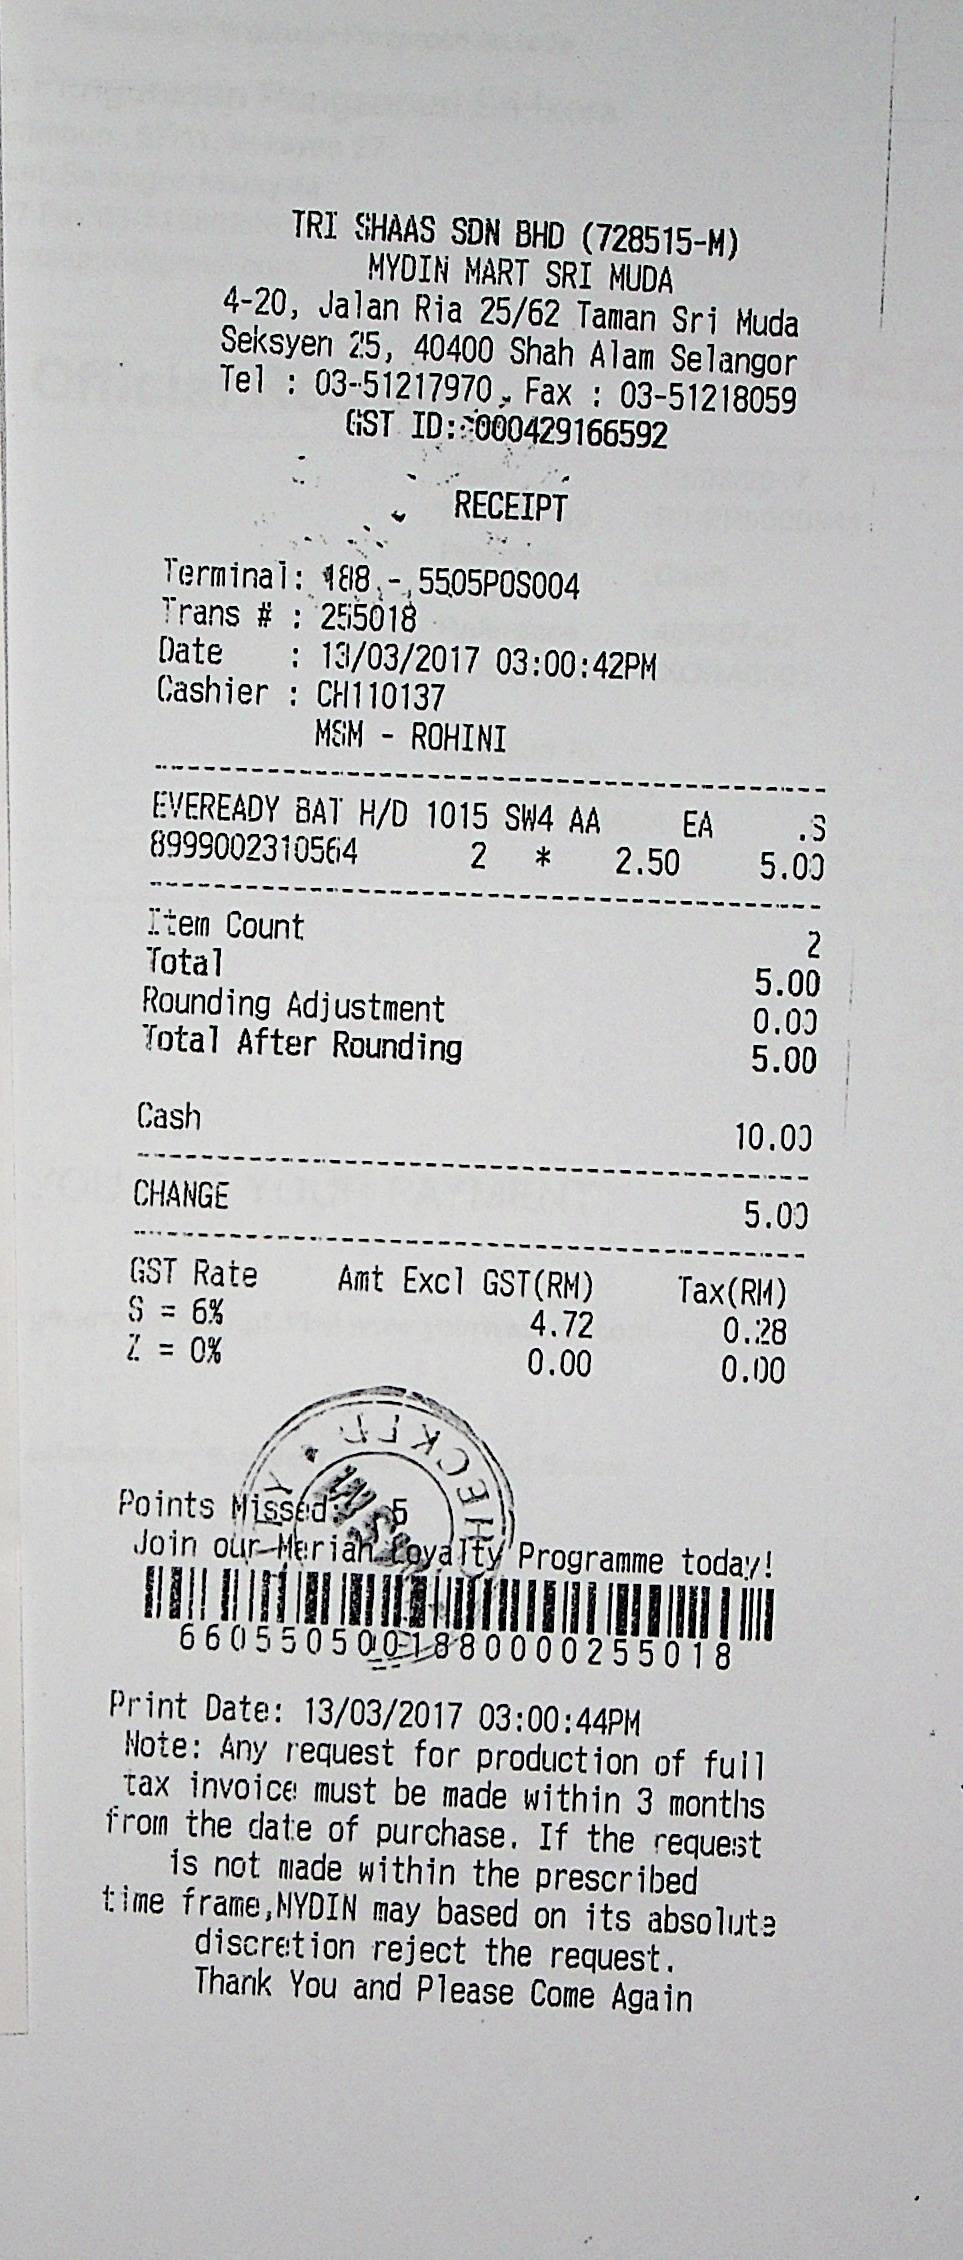 TRI SHAAS SDN BHD (728515-M)
MYDIN MART SRI MUDA
4-20, Jalan Ria 25/62 Taman Sri Muda
Seksyen 25, 40400 Shah Alam Selangor
Tel : 03-51217970, Fax : 03-51218059
GST ID: 000429166592
RECEIPT
Terminal: 188 - 5505POS004
Trans # : 255018
Date : 13/03/2017 03:00:42PM
Cashier : CH110137
MSM - ROHINI
EVEREADY BAT H/D 1015 SW4 AA EA .S
8999002310564 2 * 2.50 5.00
Item Count 2
Total 5.00
Rounding Adjustment 0.00
Total After Rounding 5.00
Cash 10.00
CHANGE 5.00
GST Rate Amt Excl GST(RM) Tax(RM)
S = 6% 4.72 0.28
Z = 0% 0.00 0.00
CHECKED
Points Missed: 5
Join our Meriah Loyalty Programme today!
6605505001880000255018
Print Date: 13/03/2017 03:00:44PM
Note: Any request for production of full
tax invoice must be made within 3 months
from the date of purchase. If the request
is not made within the prescribed
time frame,MYDIN may based on its absolute
discretion reject the request.
Thank You and Please Come Again